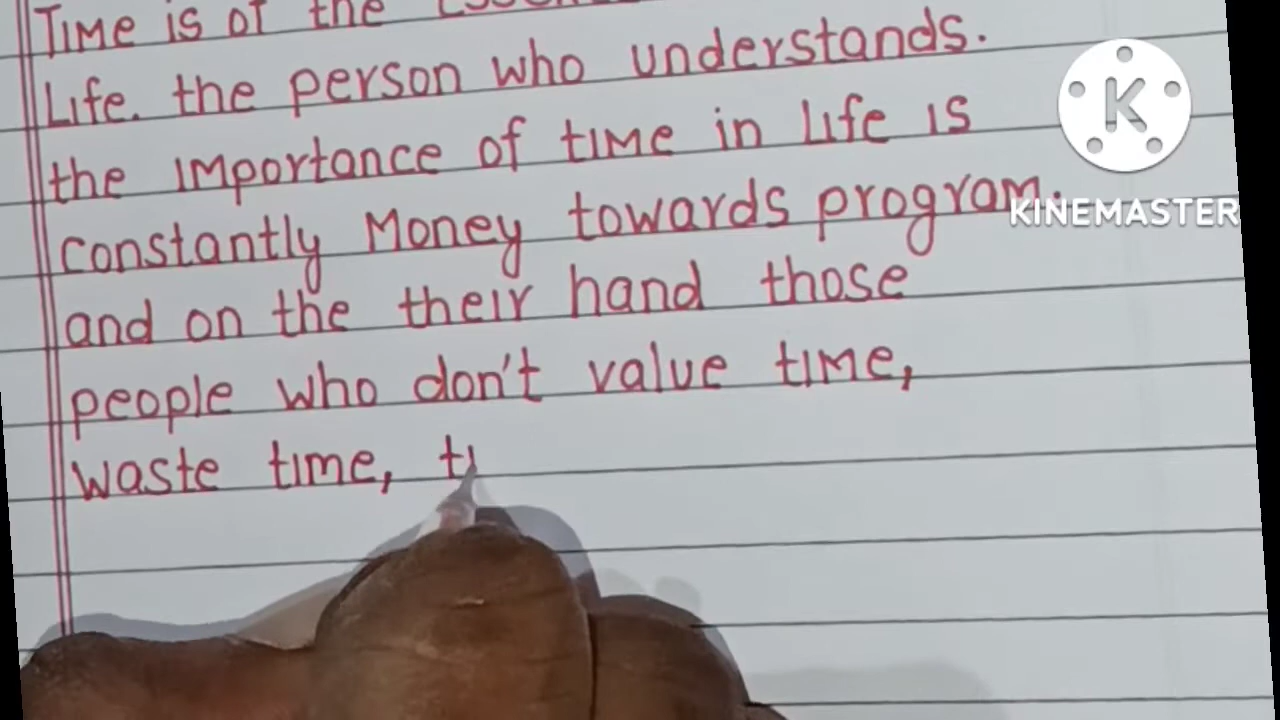 Time is of the
Life. the person who understands.
the importance of time in life is
constantly Money towards program.
and on the their hand those
people who don't value time,
waste time, t
K
KINEMASTER